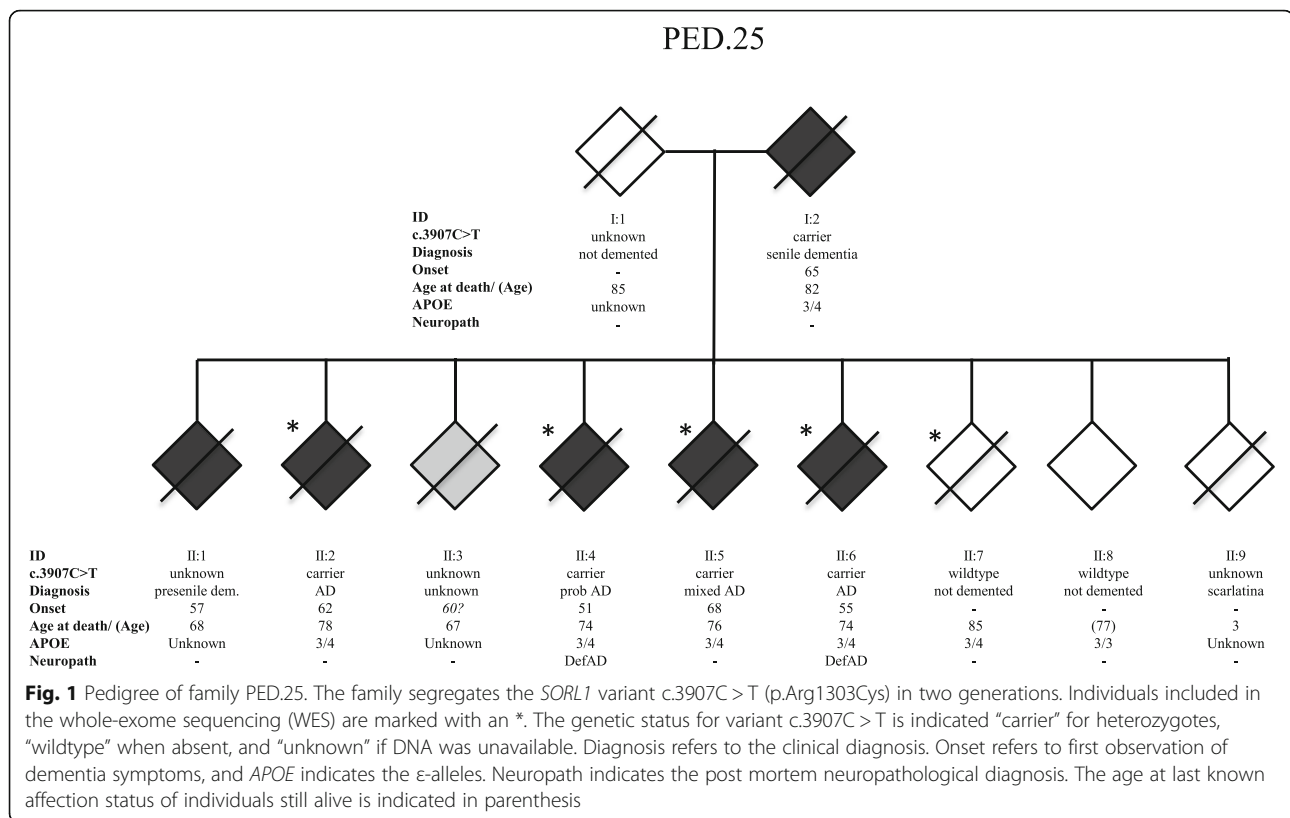 PED.25
ID I:1 I:2
c.3907C>T unknown carrier
Diagnosis not demented senile dementia
Onset - 65
Age at death/ (Age) 85 82
APOE unknown 3/4
Neuropath - -
* * * * *
ID II:1 II:2 II:3 II:4 II:5 II:6 II:7 II:8 II:9
c.3907C>T unknown carrier unknown carrier carrier carrier wildtype wildtype unknown
Diagnosis presenile dem. AD unknown prob AD mixed AD AD not demented not demented scarlatina
Onset 57 62 60? 51 68 55 - - -
Age at death/ (Age) 68 78 67 74 76 74 85 (77) 3
APOE Unknown 3/4 Unknown 3/4 3/4 3/4 3/4 3/3 Unknown
Neuropath - - - DefAD - DefAD - - -
Fig. 1 Pedigree of family PED.25. The family segregates the SORL1 variant c.3907C > T (p.Arg1303Cys) in two generations. Individuals included in
the whole-exome sequencing (WES) are marked with an *. The genetic status for variant c.3907C > T is indicated “carrier” for heterozygotes,
“wildtype” when absent, and “unknown” if DNA was unavailable. Diagnosis refers to the clinical diagnosis. Onset refers to first observation of
dementia symptoms, and APOE indicates the ε-alleles. Neuropath indicates the post mortem neuropathological diagnosis. The age at last known
affection status of individuals still alive is indicated in parenthesis